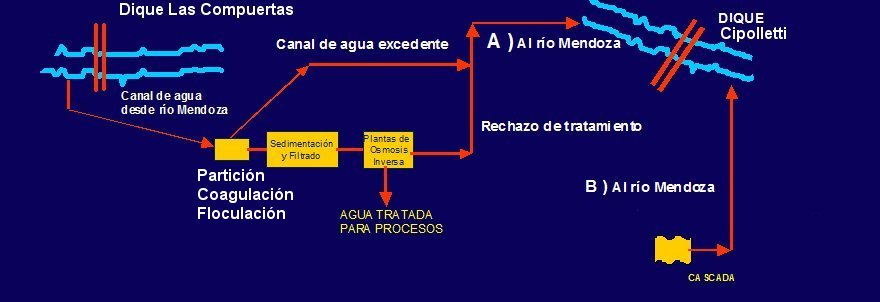 Dique Las Compuertas
DIQUE
Cipolletti
Canal de agua excedente
A ) Al río Mendoza
Canal de agua
desde río Mendoza
Rechazo de tratamiento
Sedimentación
y Filtrado
Plantas de
Osmosis
Inversa
Partición
Coagulación
Floculación
B ) Al río Mendoza
AGUA TRATADA
PARA PROCESOS
CASCADA